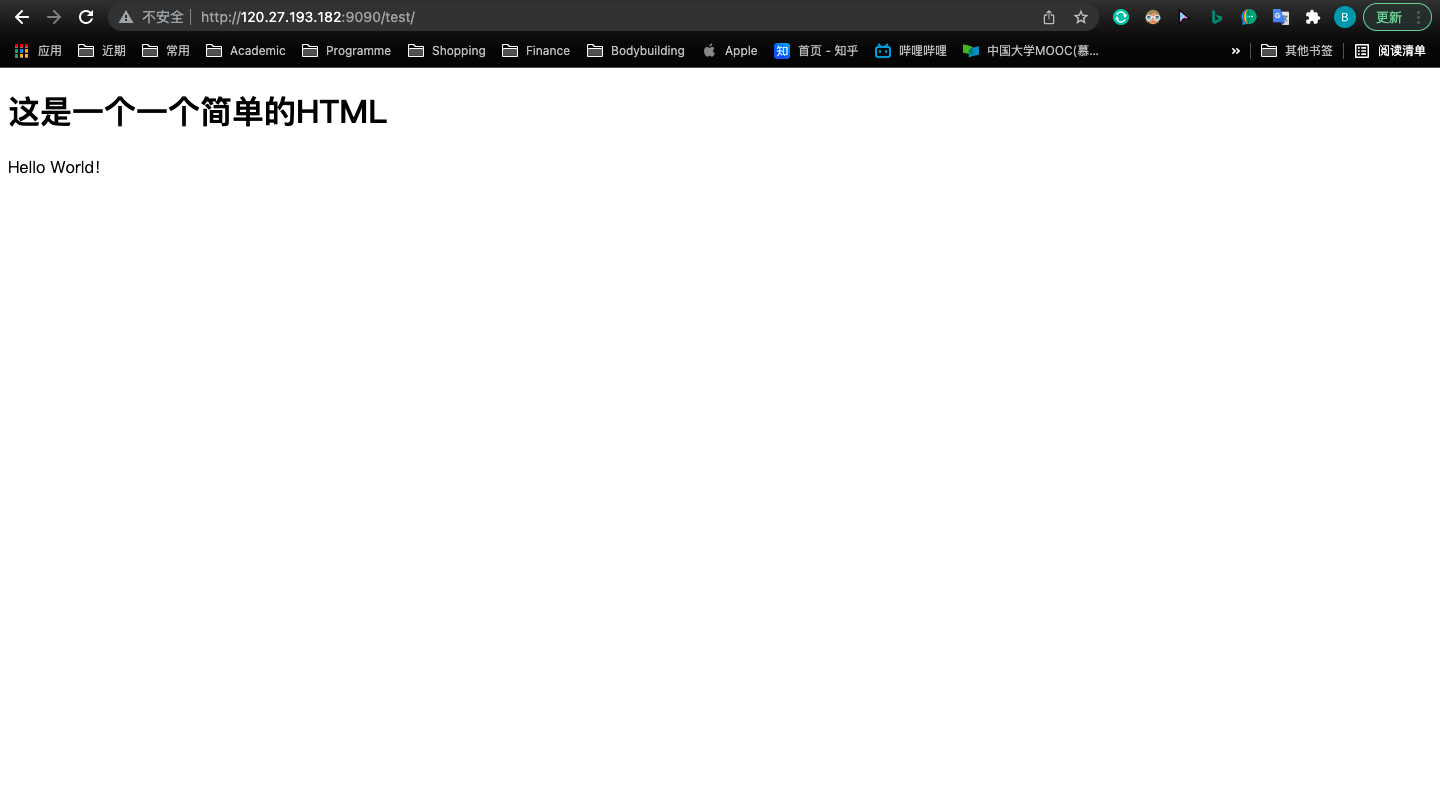 不安全 http://120.27.193.182:9090/test/ B 更新
应用 近期 常用 Academic Programme Shopping Finance Bodybuilding Apple 知 首页 - 知乎 哔哩哔哩 中国大学MOOC(慕... » 其他书签 阅读清单
这是一个一个简单的HTML
Hello World!